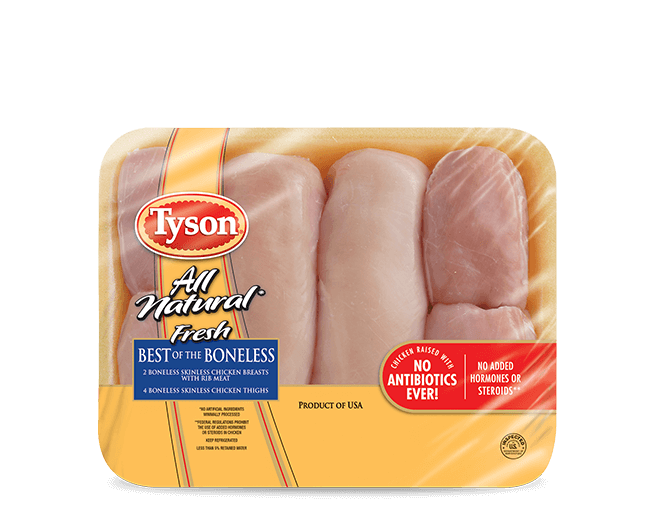 Tyson
All
Natural*
Fresh
BEST OF THE BONELESS
2 BONELESS SKINLESS CHICKEN BREASTS
WITH RIB MEAT
4 BONELESS SKINLESS CHICKEN THIGHS
*NO ARTIFICIAL INGREDIENTS
MINIMALLY PROCESSED
**FEDERAL REGULATIONS PROHIBIT
THE USE OF ADDED HORMONES
OR STEROIDS IN CHICKEN
KEEP REFRIGERATED
LESS THAN 5% RETAINED WATER
PRODUCT OF USA
CHICKEN RAISED WITH
NO
ANTIBIOTICS
EVER!
NO ADDED
HORMONES OR
STEROIDS**
INSPECTED
U.S.